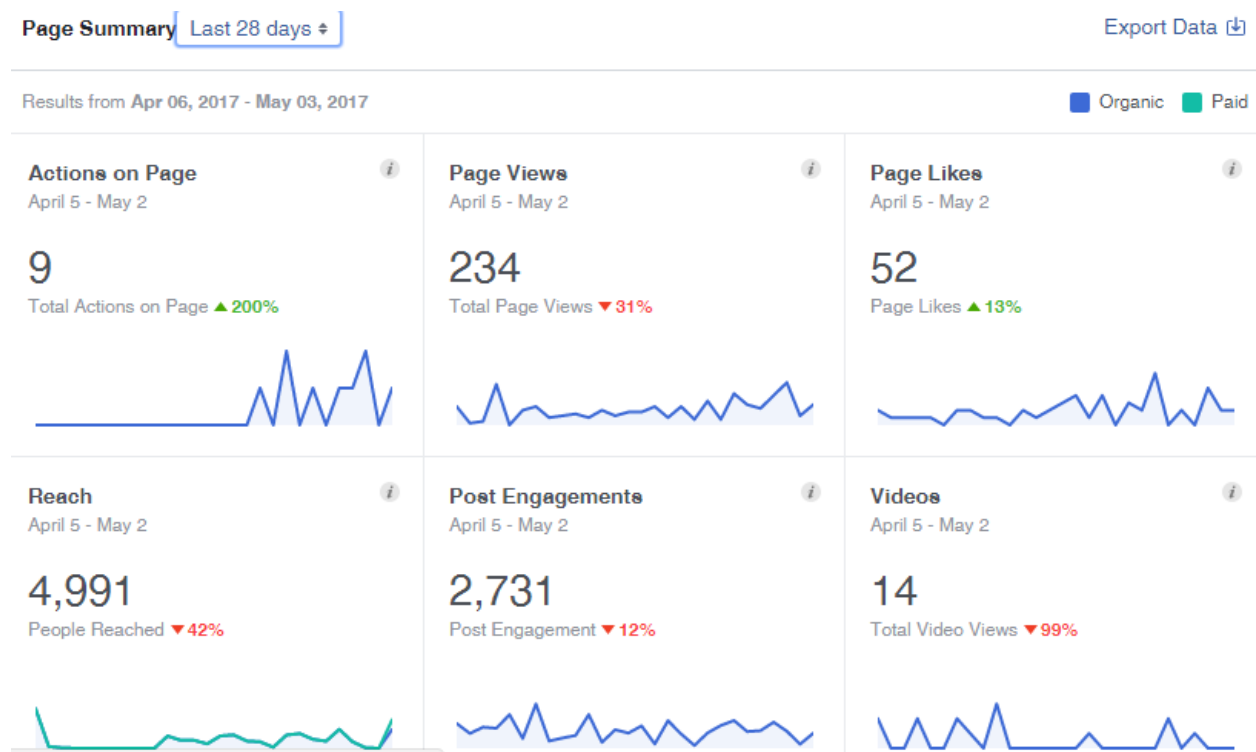 Page Summary Last 28 days Export Data
Results from Apr 06, 2017 - May 03, 2017 Organic Paid
Actions on Page i
April 5 - May 2
9
Total Actions on Page ▲ 200%
Page Views i
April 5 - May 2
234
Total Page Views ▼ 31%
Page Likes i
April 5 - May 2
52
Page Likes ▲ 13%
Reach i
April 5 - May 2
4,991
People Reached ▼ 42%
Post Engagements i
April 5 - May 2
2,731
Post Engagement ▼ 12%
Videos i
April 5 - May 2
14
Total Video Views ▼ 99%